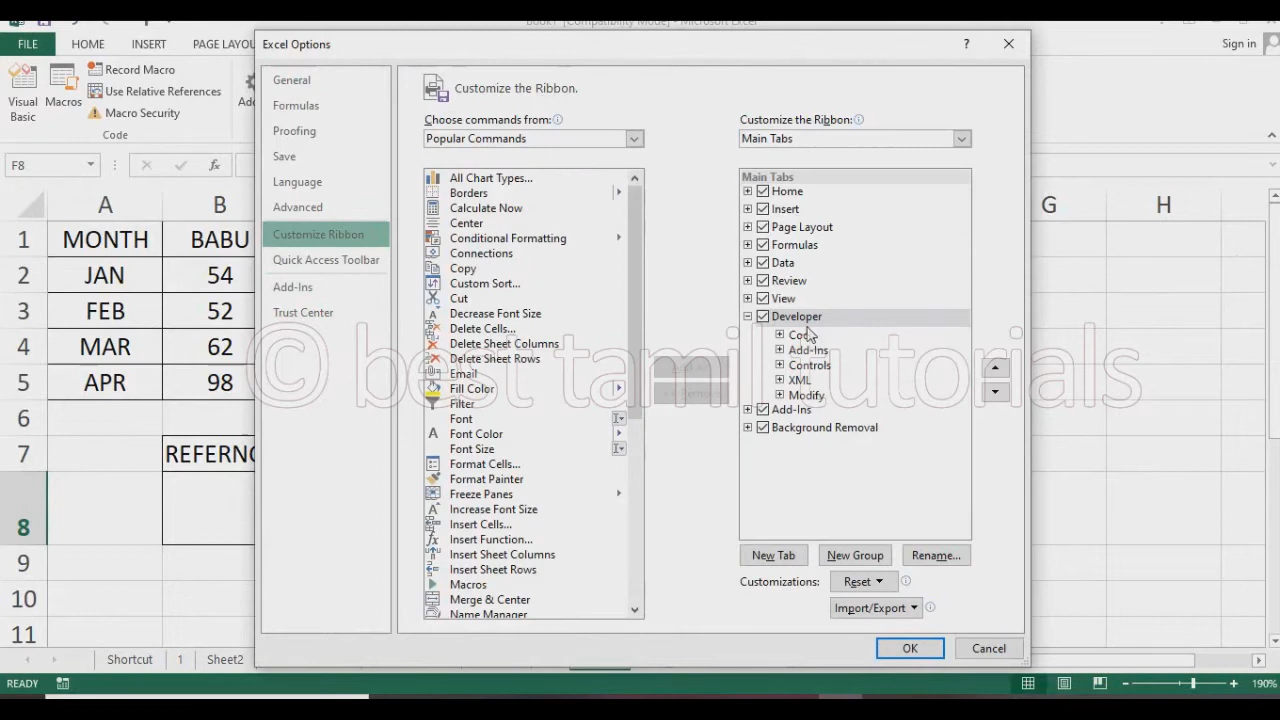 Book1 [Compatibility Mode] - Microsoft Excel
FILE HOME INSERT PAGE LAYOU
Sign in
Visual Basic
Macros
Record Macro
Use Relative References
Macro Security
Code
F8
fx
A B G H
1 MONTH BABU
2 JAN 54
3 FEB 52
4 MAR 62
5 APR 98
6
7 REFERNC
8
9
10
11
Shortcut 1 Sheet2
READY
190%
Excel Options
?
General
Formulas
Proofing
Save
Language
Advanced
Customize Ribbon
Quick Access Toolbar
Add-Ins
Trust Center
Customize the Ribbon.
Choose commands from:
Popular Commands
All Chart Types...
Borders
Calculate Now
Center
Conditional Formatting
Connections
Copy
Custom Sort...
Cut
Decrease Font Size
Delete Cells...
Delete Sheet Columns
Delete Sheet Rows
Email
Fill Color
Filter
Font
Font Color
Font Size
Format Cells...
Format Painter
Freeze Panes
Increase Font Size
Insert Cells...
Insert Function...
Insert Sheet Columns
Insert Sheet Rows
Macros
Merge & Center
Name Manager
Customize the Ribbon:
Main Tabs
Main Tabs
Home
Insert
Page Layout
Formulas
Data
Review
View
Developer
Add-Ins
Controls
XML
Modify
Add-Ins
Background Removal
New Tab New Group Rename...
Customizations: Reset
Import/Export
OK Cancel
© best tamil tutorials